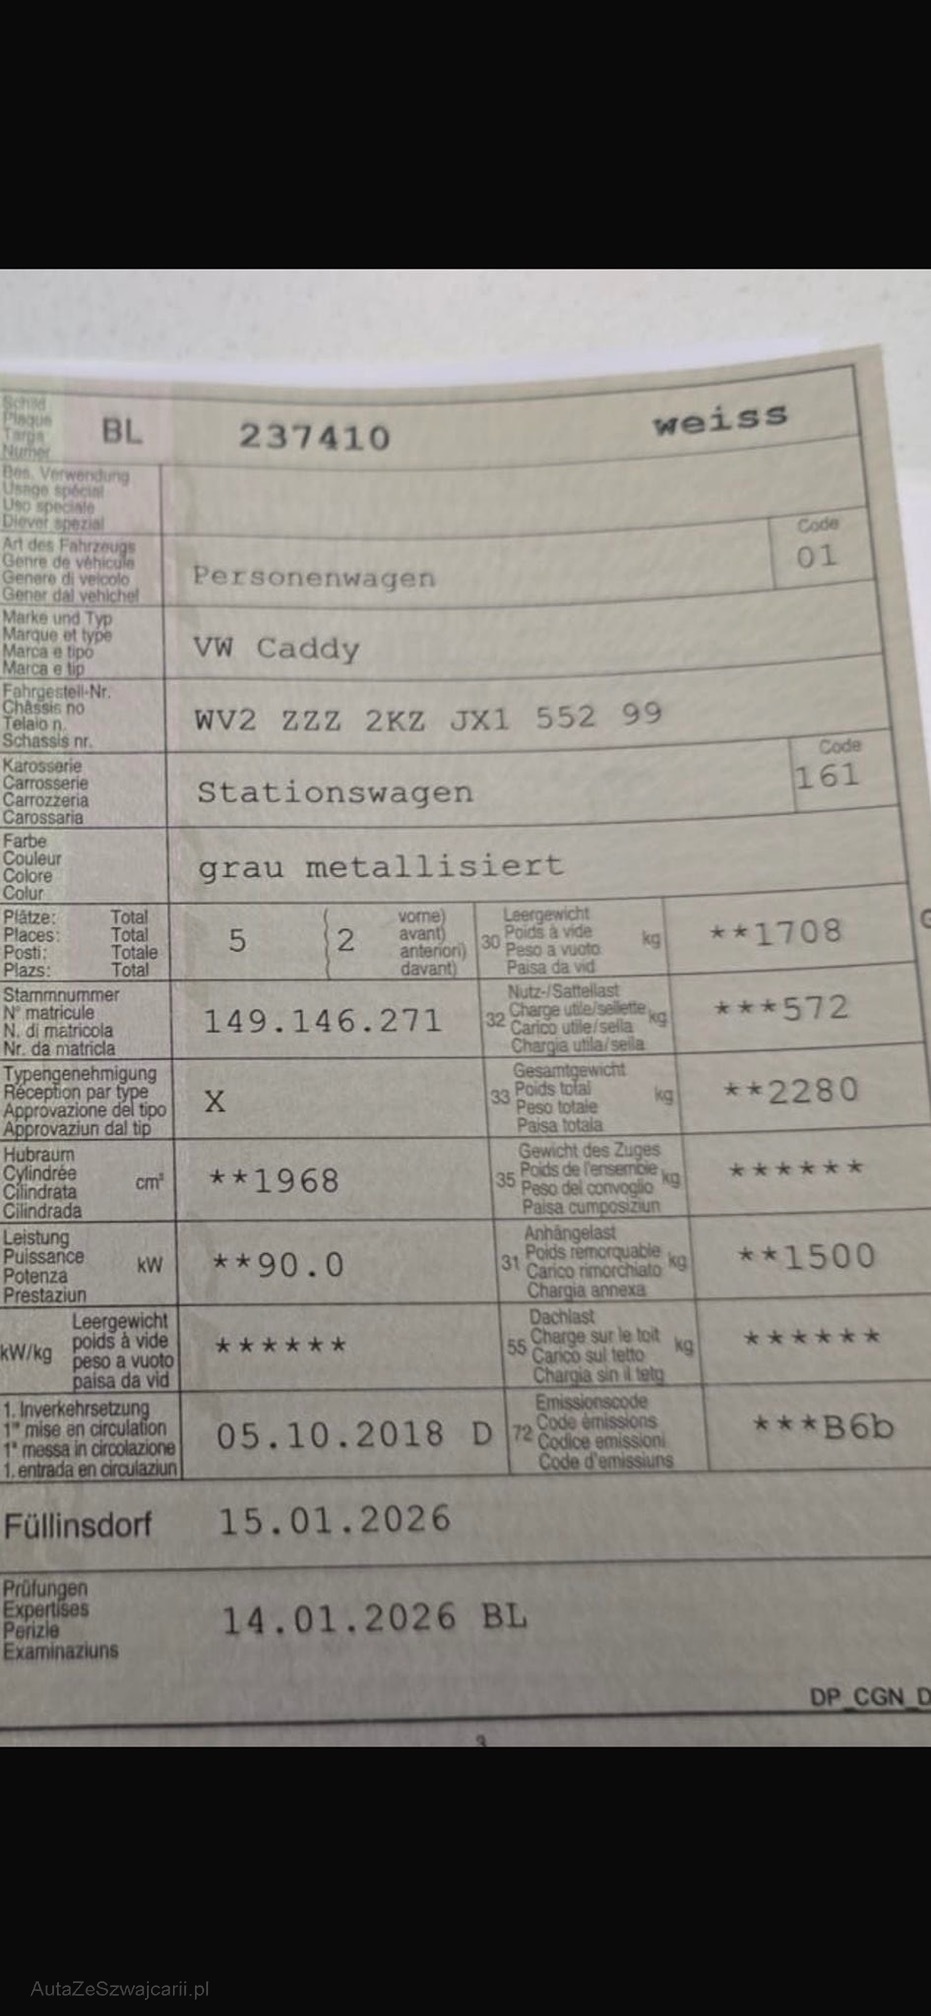 Schild
Plaque
Targa
Numer
BL 237410 weiss
Bes. Verwendung
Usage spécial
Uso speciale
Diever spezial
Art des Fahrzeugs
Genre de véhicule
Genere di veicolo
Gener dal vehichel
Personenwagen
Code
01
Marke und Typ
Marque et type
Marca e tipo
Marca e tip
VW Caddy
Fahrgestell-Nr.
Châssis no
Telaio n.
Schassis nr.
WV2 ZZZ 2KZ JX1 552 99
Karosserie
Carrosserie
Carrozzeria
Carossaria
Stationswagen
Code
161
Farbe
Couleur
Colore
Colur
grau metallisiert
Plätze: Total
Places: Total
Posti: Totale
Plazs: Total
5 ( 2
vorne)
avant)
anteriori)
davant)
Leergewicht
30 Poids à vide kg
Peso a vuoto
Paisa da vid
**1708
Stammnummer
N° matricule
N. di matricola
Nr. da matricla
149.146.271
Nutz-/Sattellast
32 Charge utile/sellette kg
Carico utile/sella
Chargia utila/sella
***572
Typengenehmigung
Réception par type
Approvazione del tipo
Approvaziun dal tip
X
Gesamtgewicht
33 Poids total kg
Peso totale
Paisa totala
**2280
Hubraum
Cylindrée
Cilindrata
Cilindrada
cm³
**1968
Gewicht des Zuges
35 Poids de l'ensemble kg
Peso del convoglio
Paisa cumposiziun
******
Leistung
Puissance
Potenza
Prestaziun
kW
**90.0
Anhängelast
31 Poids remorquable kg
Carico rimorchiato
Chargia annexa
**1500
Leergewicht
kW/kg poids à vide
peso a vuoto
paisa da vid
******
Dachlast
55 Charge sur le toit kg
Carico sul tetto
Chargia sin il tetg
******
1. Inverkehrsetzung
1re mise en circulation
1a messa in circolazione
1. entrada en circulaziun
05.10.2018 D
Emissionscode
72 Code émissions
Codice emissioni
Code d'emissiuns
***B6b
Füllinsdorf 15.01.2026
Prüfungen
Expertises
Perizie
Examinaziuns
14.01.2026 BL
DP_CGN_D
3
AutaZeSzwajcarii.pl